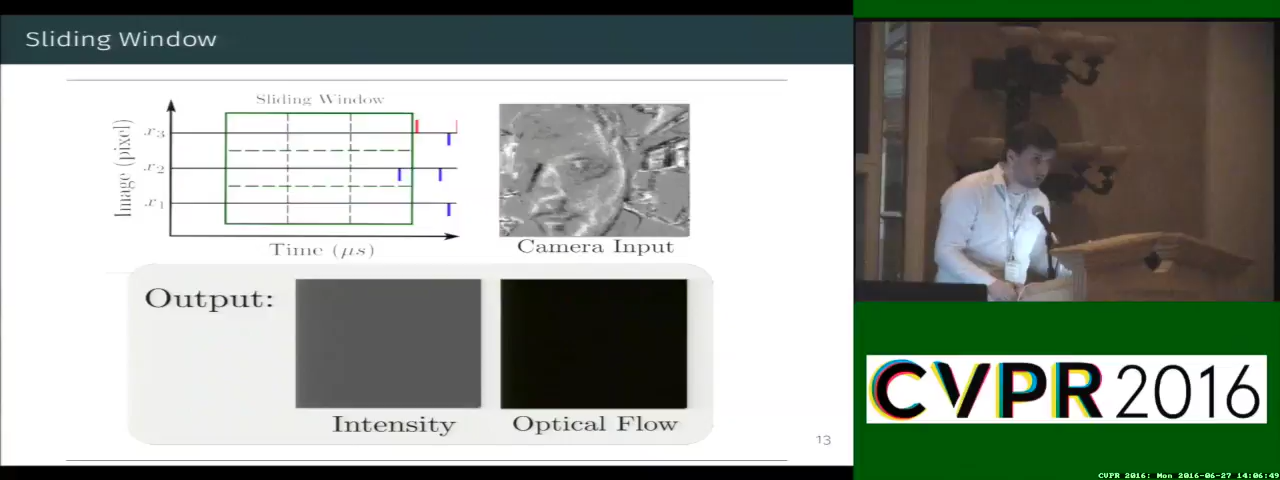 Sliding Window
Sliding Window
Image (pixel)
x3
x2
x1
Time (μs)
Camera Input
Output:
Intensity
Optical Flow
13
CVPR 2016
CVPR 2016: Mon 2016-06-27 14:06:49